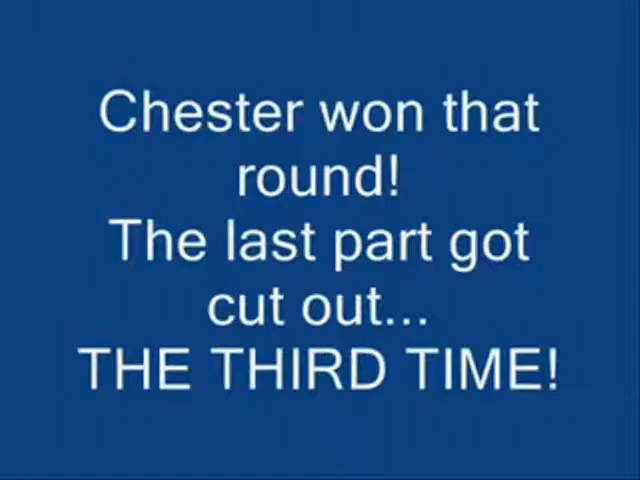 Chester won that
round!
The last part got
cut out...
THE THIRD TIME!